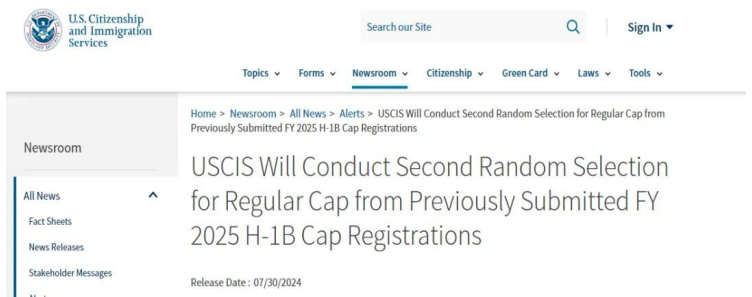 U.S. Citizenship
and Immigration
Services
Search our Site
Sign In
Topics
Forms
Newsroom
Citizenship
Green Card
Laws
Tools
Home > Newsroom > All News > Alerts > USCIS Will Conduct Second Random Selection for Regular Cap from
Previously Submitted FY 2025 H-1B Cap Registrations
Newsroom
USCIS Will Conduct Second Random Selection
for Regular Cap from Previously Submitted FY
2025 H-1B Cap Registrations
All News
Fact Sheets
News Releases
Stakeholder Messages
Release Date : 07/30/2024